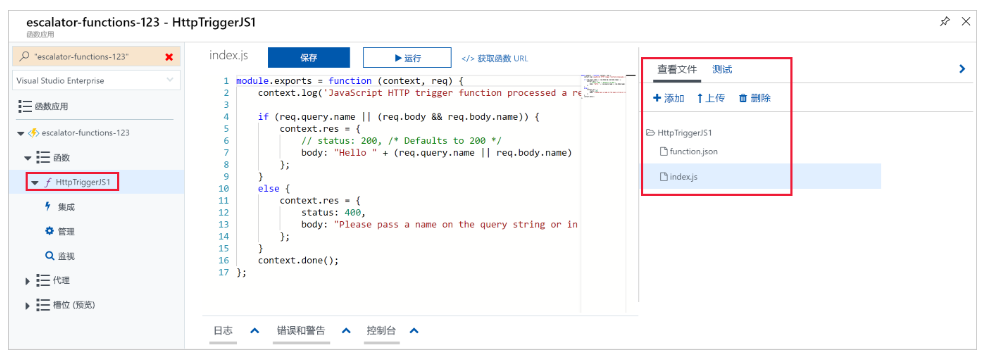 escalator-functions-123 - HttpTriggerJS1
函数应用
"escalator-functions-123"
Visual Studio Enterprise
函数应用
escalator-functions-123
函数
HttpTriggerJS1
集成
管理
监视
代理
槽位 (预览)
index.js
保存
运行
</> 获取函数 URL
1 module.exports = function (context, req) {
2 context.log('JavaScript HTTP trigger function processed a re
3
4 if (req.query.name || (req.body && req.body.name)) {
5 context.res = {
6 // status: 200, /* Defaults to 200 */
7 body: "Hello " + (req.query.name || req.body.name)
8 };
9 }
10 else {
11 context.res = {
12 status: 400,
13 body: "Please pass a name on the query string or in
14 };
15 }
16 context.done();
17 };
日志
错误和警告
控制台
查看文件
测试
添加
上传
删除
HttpTriggerJS1
function.json
index.js